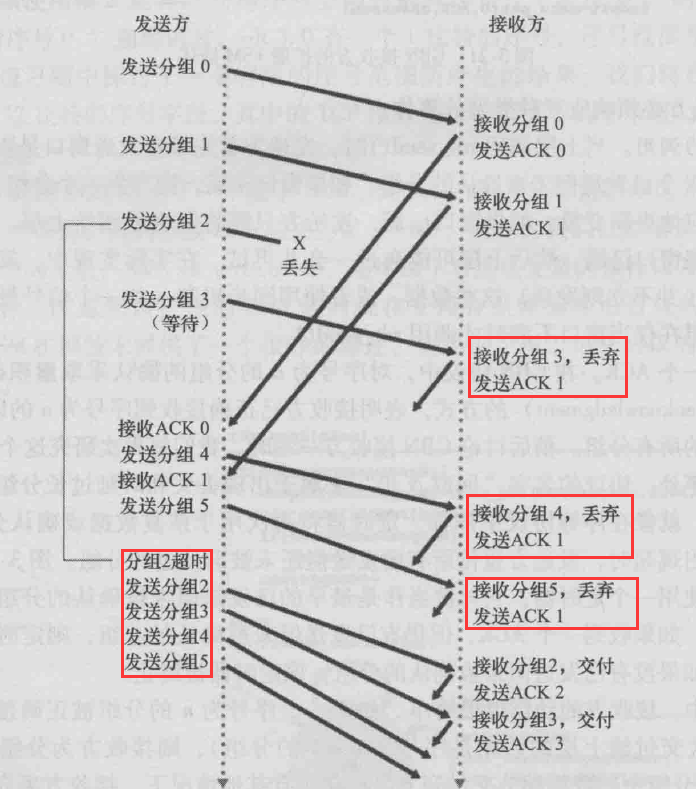 发送方
接收方
发送分组 0
接收分组 0
发送ACK 0
发送分组 1
接收分组 1
发送ACK 1
发送分组 2
X
丢失
发送分组 3
（等待）
接收分组 3，丢弃
发送ACK 1
接收ACK 0
发送分组 4
接收ACK 1
发送分组 5
接收分组4，丢弃
发送ACK 1
分组2超时
发送分组2
发送分组3
发送分组4
发送分组5
接收分组5，丢弃
发送ACK 1
接收分组2，交付
发送ACK 2
接收分组3，交付
发送ACK 3